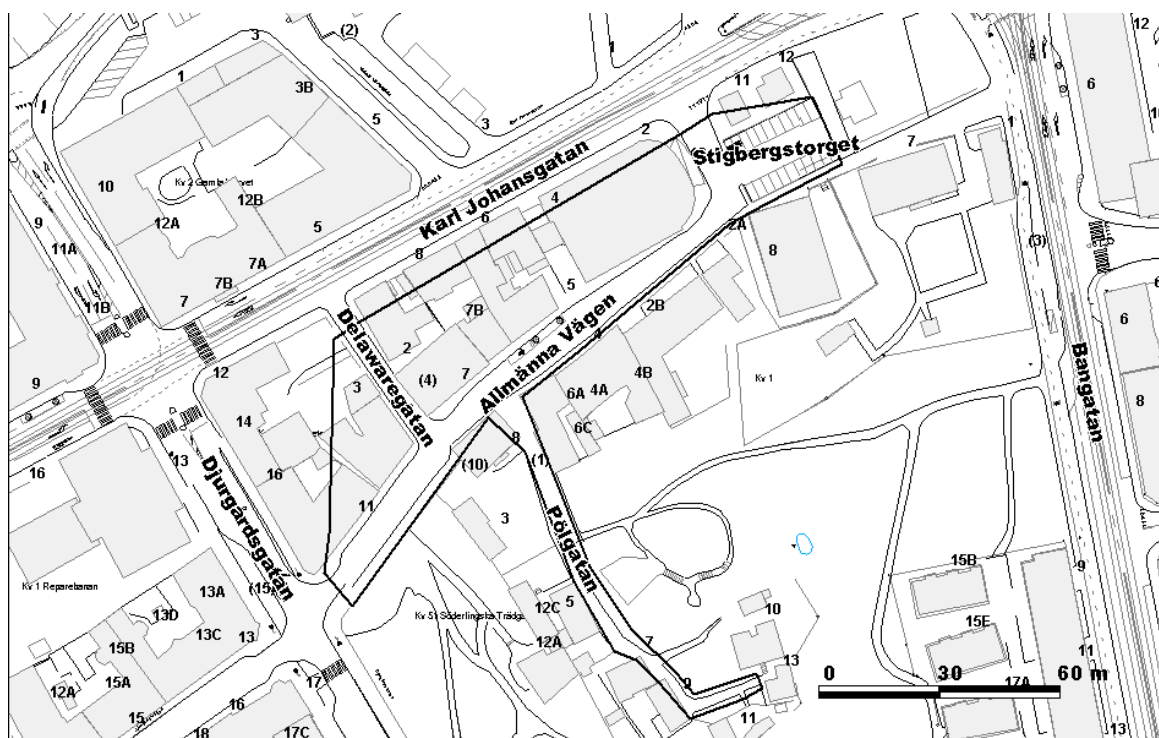 3
(2)
1
12
1
3B
12
11
6
5
3
2
7
1
Stigbergstorget
10
Kv 2 Gamla Varvet
12B
4
Karl Johansgatan
9
12A
5
6
2A
11A
8
8
(3)
7A
7B
5
11B
7
7B
2B
6
Delawaregatan
2
Allmänna Vägen
Bangatan
9
12
3
(4)
7
6A
4A
4B
Kv 1
8
14
6C
8
16
13
16
(10)
(1)
11
3
Pölgatan
Djurgårdsgatan
15B
9
Kv 1 Reparebanan
13A
(15)
12C
5
10
13D
Kv 51 Söderlingska Trädgå
15E
13C
13
12A
7
15B
13
11
12A
15A
17
9
0
30
60 m
17A
16
15
11
18
17C
13